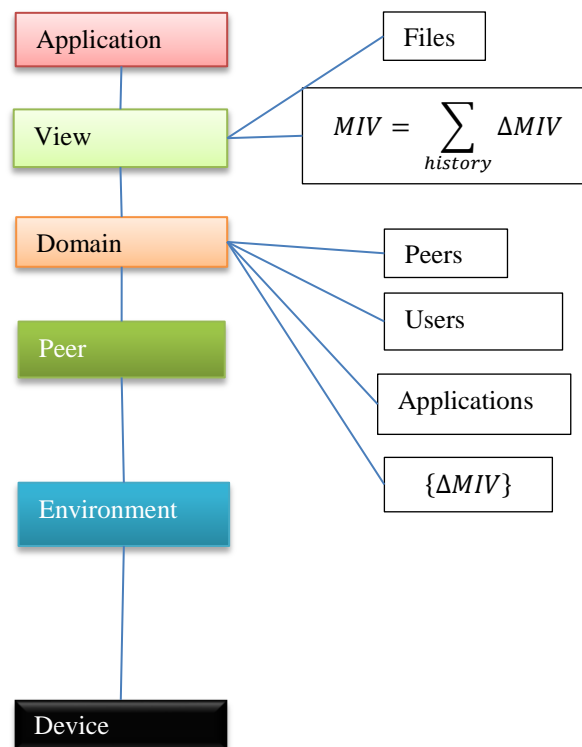 Application
Files
View
MIV = ∑ ΔMIV
history
Domain
Peers
Users
Peer
Applications
{ΔMIV}
Environment
Device